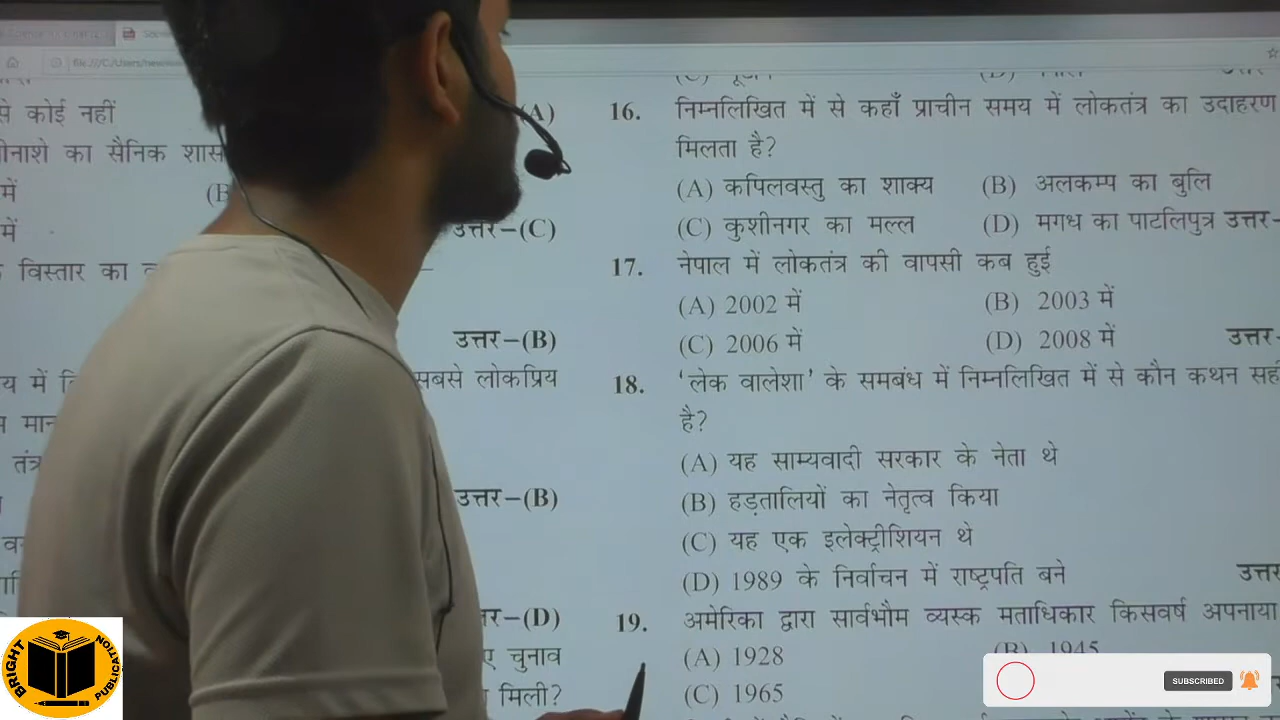 से कोई नहीं
(A)
का सैनिक
में
में
उत्तर–(C)
विस्तार का
उत्तर–(B)
में
सबसे लोकप्रिय
उत्तर–(B)
(D)
चुनाव
मिली?
16. निम्नलिखित में से कहाँ प्राचीन समय में लोकतंत्र का उदाहरण
मिलता है?
(A) कपिलवस्तु का शाक्य (B) अलकम्प का बुलि
(C) कुशीनगर का मल्ल (D) मगध का पाटलिपुत्र उत्तर-
17. नेपाल में लोकतंत्र की वापसी कब हुई
(A) 2002 में (B) 2003 में
(C) 2006 में (D) 2008 में उत्तर-
18. 'लेक वालेशा' के समबंध में निम्नलिखित में से कौन कथन
है?
(A) यह साम्यवादी सरकार के नेता थे
(B) हड़तालियों का नेतृत्व किया
(C) यह एक इलेक्ट्रीशियन थे
(D) 1989 के निर्वाचन में राष्ट्रपति बने उत्तर
19. अमेरिका द्वारा सार्वभौम व्यस्क मताधिकार किसवर्ष अपनाया
(A) 1928 (B) 1945
(C) 1965
BRIGHT PUBLICATION
SUBSCRIBED